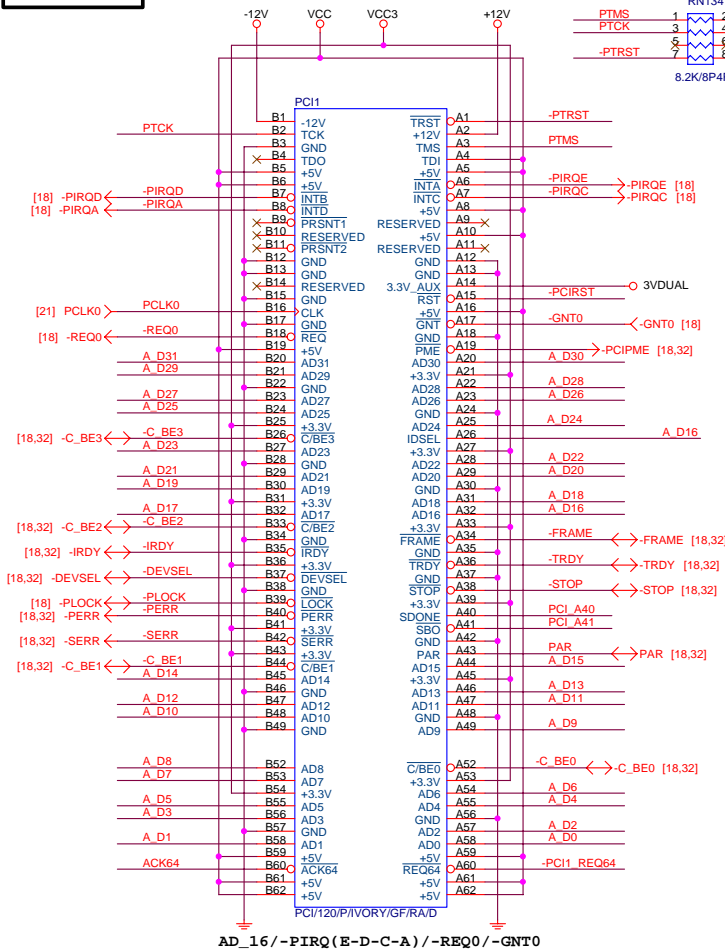 RN134
-12V VCC VCC3 +12V
PTMS 1 2
PTCK 3 4
5 6
-PTRST 7 8
8.2K/8P4R
PCI1
B1 -12V TRST A1 -PTRST
PTCK B2 TCK +12V A2
B3 GND TMS A3 PTMS
B4 TDO TDI A4
B5 +5V +5V A5
B6 +5V INTA A6 -PIRQE -PIRQE [18]
[18] -PIRQD -PIRQD B7 INTB INTC A7 -PIRQC -PIRQC [18]
[18] -PIRQA -PIRQA B8 INTD +5V A8
B9 PRSNT1 RESERVED A9
B10 RESERVED +5V A10
B11 PRSNT2 RESERVED A11
B12 GND GND A12
B13 GND GND A13
B14 RESERVED 3.3V_AUX A14 3VDUAL
B15 GND RST A15 -PCIRST
[21] PCLK0 PCLK0 B16 CLK +5V A16
B17 GND GNT A17 -GNT0 -GNT0 [18]
[18] -REQ0 -REQ0 B18 REQ GND A18
B19 +5V PME A19 -PCIPME [18,32]
A_D31 B20 AD31 AD30 A20 A_D30
A_D29 B21 AD29 +3.3V A21
B22 GND AD28 A22 A_D28
A_D27 B23 AD27 AD26 A23 A_D26
A_D25 B24 AD25 GND A24
B25 +3.3V AD24 A25 A_D24
[18,32] -C_BE3 -C_BE3 B26 C/BE3 IDSEL A26 A_D16
A_D23 B27 AD23 +3.3V A27
B28 GND AD22 A28 A_D22
A_D21 B29 AD21 AD20 A29 A_D20
A_D19 B30 AD19 GND A30
B31 +3.3V AD18 A31 A_D18
A_D17 B32 AD17 AD16 A32 A_D16
[18,32] -C_BE2 -C_BE2 B33 C/BE2 +3.3V A33
B34 GND FRAME A34 -FRAME -FRAME [18,32]
[18,32] -IRDY -IRDY B35 IRDY GND A35
B36 +3.3V TRDY A36 -TRDY -TRDY [18,32]
[18,32] -DEVSEL -DEVSEL B37 DEVSEL GND A37
B38 GND STOP A38 -STOP -STOP [18,32]
[18] -PLOCK -PLOCK B39 LOCK +3.3V A39
[18,32] -PERR -PERR B40 PERR SDONE A40 PCI_A40
B41 +3.3V SBO A41 PCI_A41
[18,32] -SERR -SERR B42 SERR GND A42
B43 +3.3V PAR A43 PAR PAR [18,32]
[18,32] -C_BE1 -C_BE1 B44 C/BE1 AD15 A44 A_D15
A_D14 B45 AD14 +3.3V A45
B46 GND AD13 A46 A_D13
A_D12 B47 AD12 AD11 A47 A_D11
A_D10 B48 AD10 GND A48
B49 GND AD9 A49 A_D9
A_D8 B52 AD8 C/BE0 A52 -C_BE0 -C_BE0 [18,32]
A_D7 B53 AD7 +3.3V A53
B54 +3.3V AD6 A54 A_D6
A_D5 B55 AD5 AD4 A55 A_D4
A_D3 B56 AD3 GND A56
B57 GND AD2 A57 A_D2
A_D1 B58 AD1 AD0 A58 A_D0
B59 +5V +5V A59
ACK64 B60 ACK64 REQ64 A60 -PCI1_REQ64
B61 +5V +5V A61
B62 +5V +5V A62
PCI/120/P/IVORY/GF/RA/D
AD_16/-PIRQ(E-D-C-A)/-REQ0/-GNT0